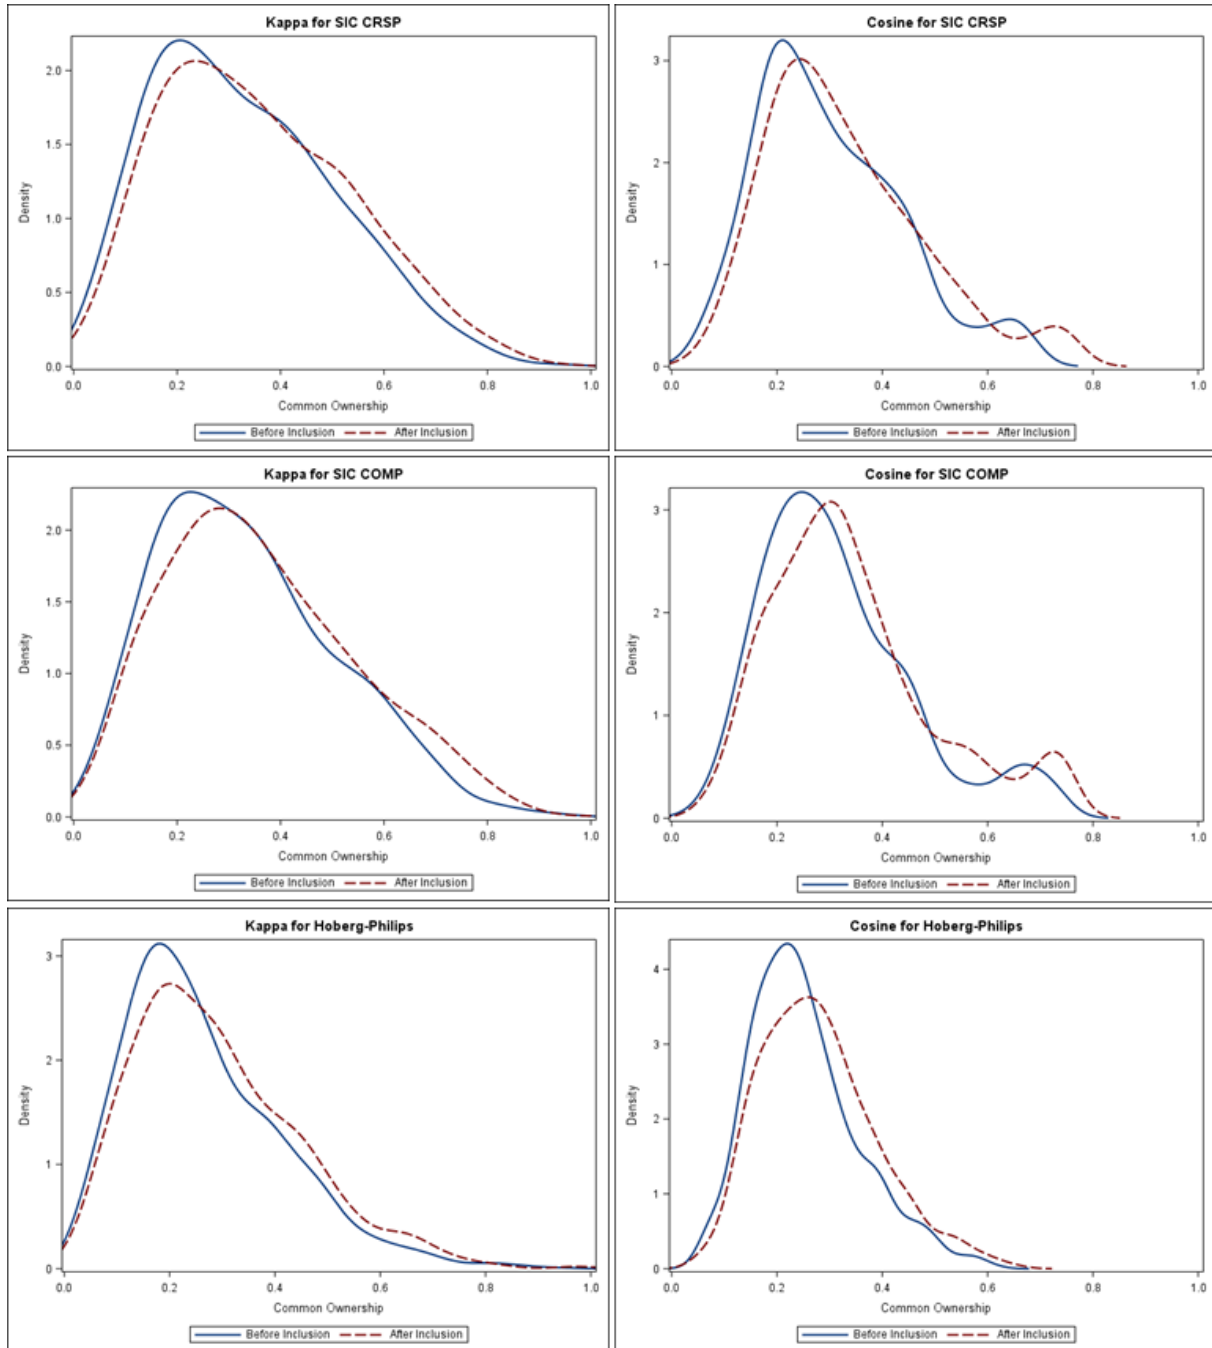 Kappa for SIC CRSP
Density
2.0
1.5
1.0
0.5
0.0
0.0 0.2 0.4 0.6 0.8 1.0
Common Ownership
Before Inclusion After Inclusion
Cosine for SIC CRSP
Density
3
2
1
0
0.0 0.2 0.4 0.6 0.8 1.0
Common Ownership
Before Inclusion After Inclusion
Kappa for SIC COMP
Density
2.0
1.5
1.0
0.5
0.0
0.0 0.2 0.4 0.6 0.8 1.0
Common Ownership
Before Inclusion After Inclusion
Cosine for SIC COMP
Density
3
2
1
0
0.0 0.2 0.4 0.6 0.8 1.0
Common Ownership
Before Inclusion After Inclusion
Kappa for Hoberg-Philips
Density
3
2
1
0
0.0 0.2 0.4 0.6 0.8 1.0
Common Ownership
Before Inclusion After Inclusion
Cosine for Hoberg-Philips
Density
4
3
2
1
0
0.0 0.2 0.4 0.6 0.8 1.0
Common Ownership
Before Inclusion After Inclusion